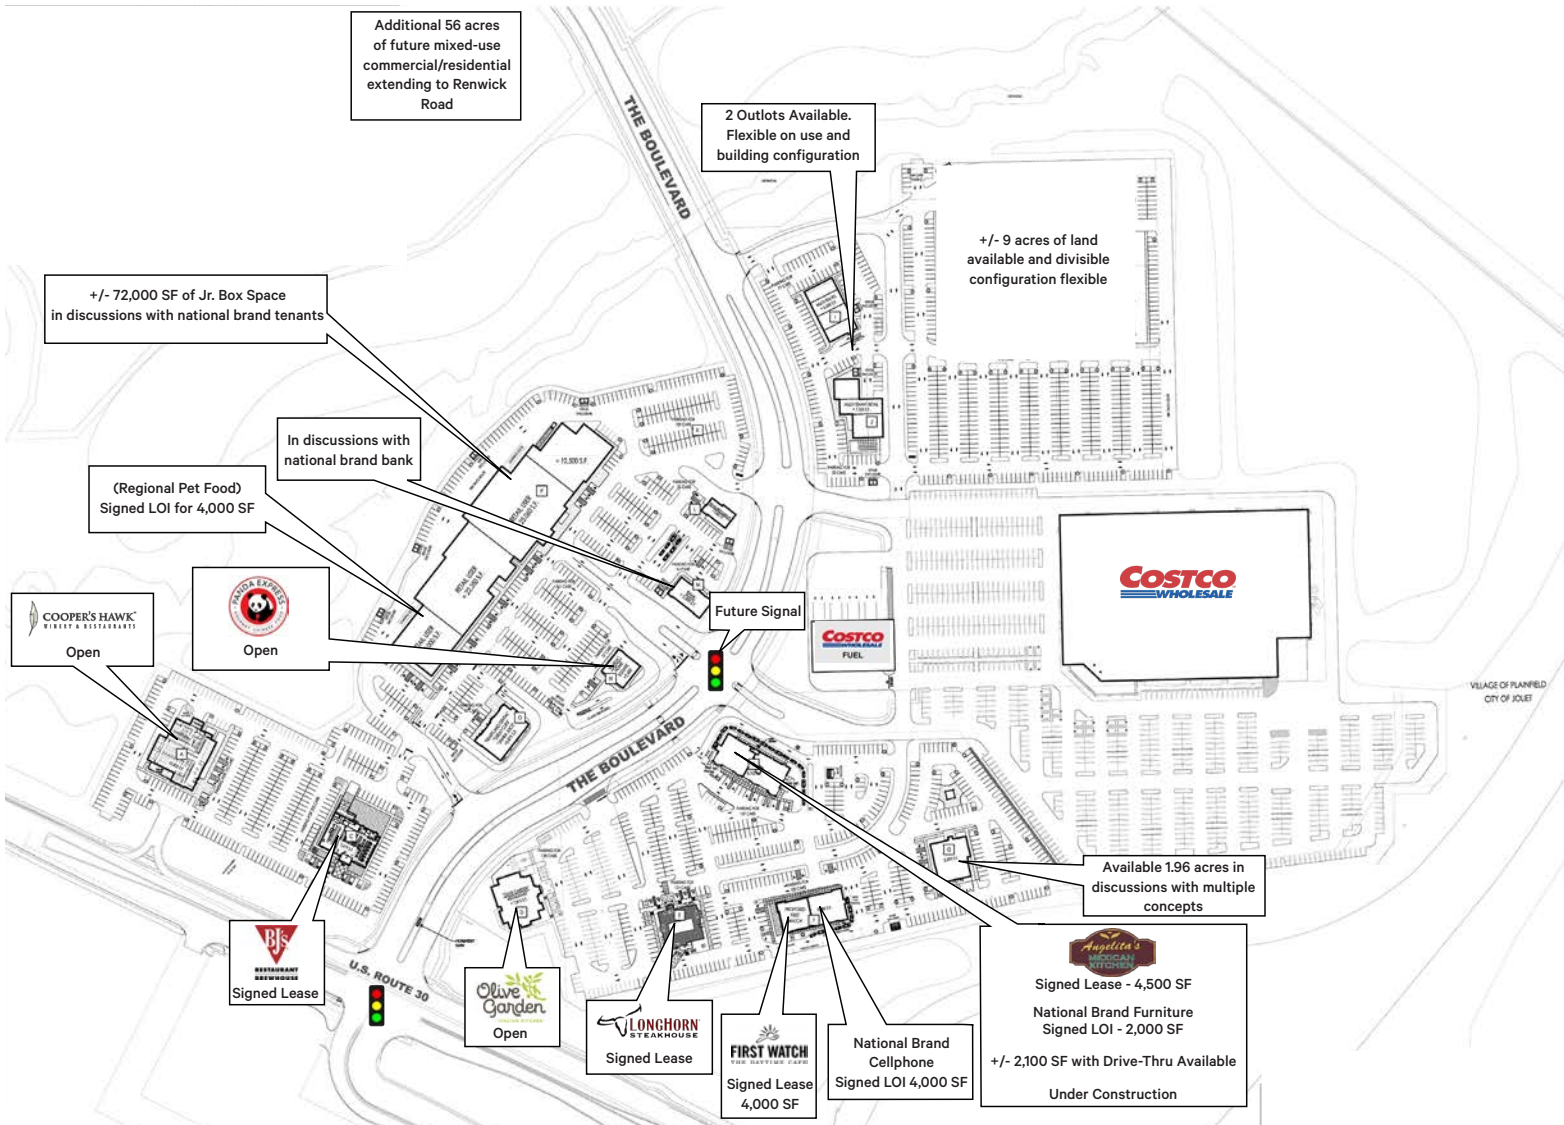 Additional 56 acres
of future mixed-use
commercial/residential
extending to Renwick
Road
THE BOULEVARD
2 Outlots Available.
Flexible on use and
building configuration
+/- 9 acres of land
available and divisible
configuration flexible
+/- 72,000 SF of Jr. Box Space
in discussions with national brand tenants
In discussions with
national brand bank
(Regional Pet Food)
Signed LOI for 4,000 SF
PANDA EXPRESS
Open
COOPER'S HAWK
WINERY & RESTAURANTS
Open
Future Signal
COSTCO
WHOLESALE
FUEL
COSTCO
WHOLESALE
VILLAGE OF PLAINFIELD
CITY OF JOLIET
THE BOULEVARD
Available 1.96 acres in
discussions with multiple
concepts
BJ's
RESTAURANT
BREWHOUSE
Signed Lease
U.S. ROUTE 30
Olive
Garden
ITALIAN KITCHEN
Open
LONGHORN
STEAKHOUSE
Signed Lease
FIRST WATCH
THE DAYTIME CAFE
Signed Lease
4,000 SF
National Brand
Cellphone
Signed LOI 4,000 SF
Angelita's
MEXICAN
KITCHEN
Signed Lease - 4,500 SF
National Brand Furniture
Signed LOI - 2,000 SF
+/- 2,100 SF with Drive-Thru Available
Under Construction